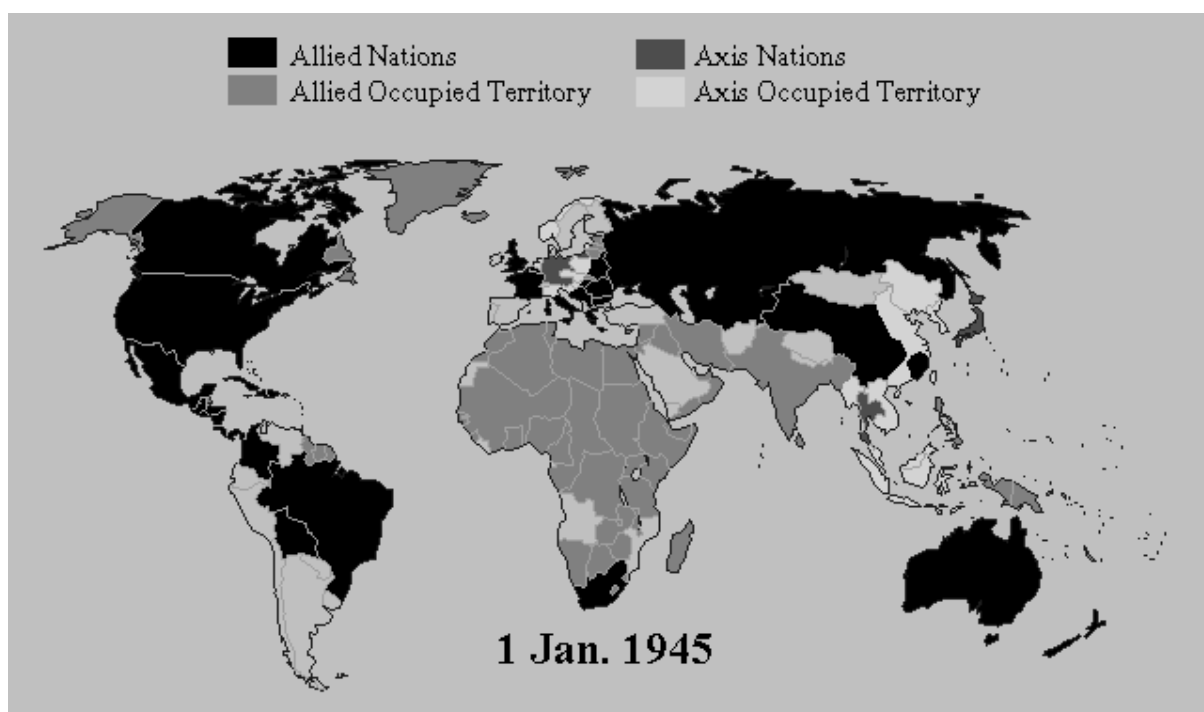 Allied Nations
Axis Nations
Allied Occupied Territory
Axis Occupied Territory
1 Jan. 1945